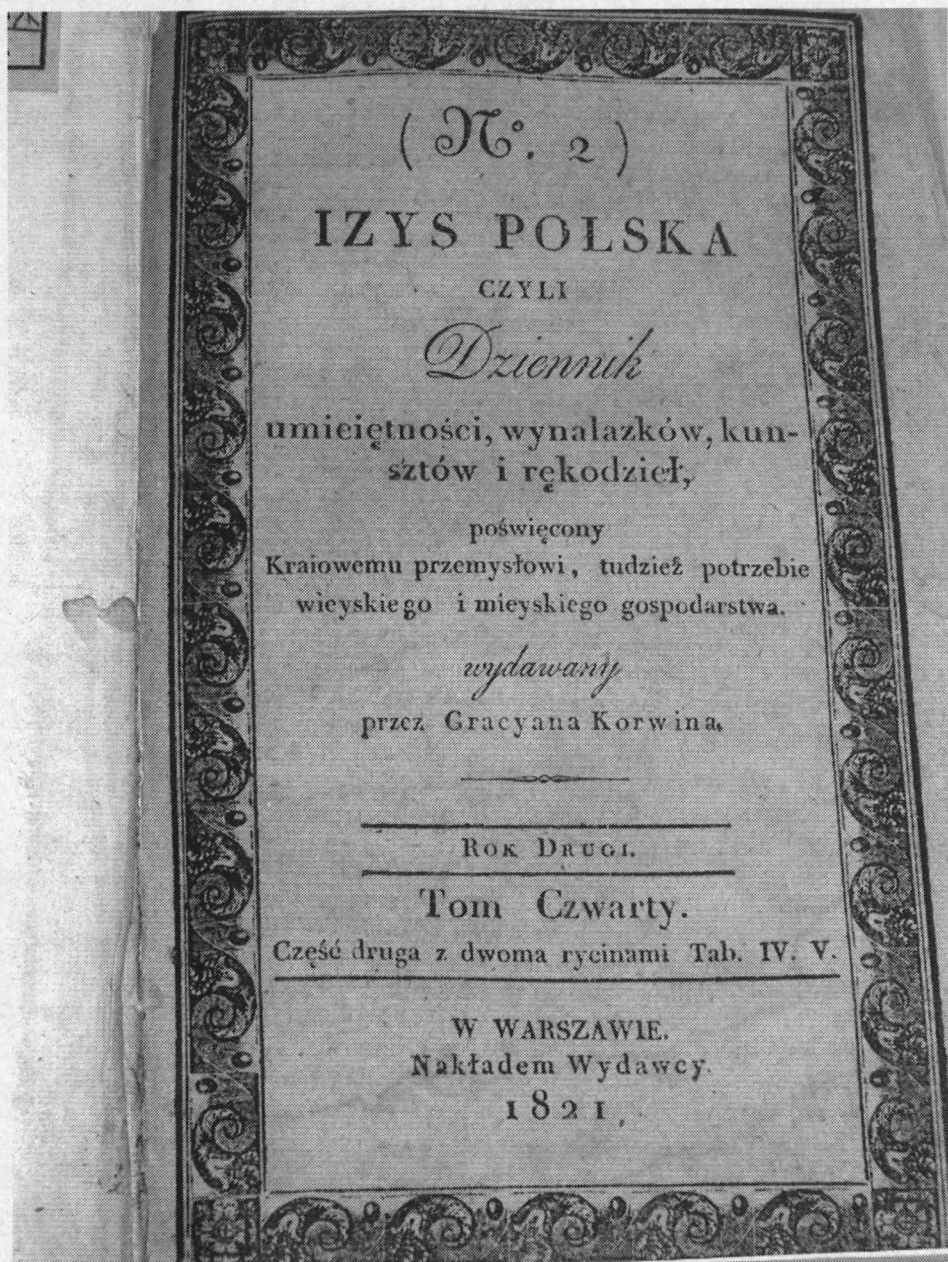 ( Nº. 2 )
IZYS POLSKA
CZYLI
Dziennik
umieiętności, wynalazków, kun-
sztów i rękodzieł,
poświęcony
Kraiowemu przemysłowi, tudzież potrzebie
wieyskiego i mieyskiego gospodarstwa.
wydawany
przez Gracyana Korwina.
ROK DRUGI.
Tom Czwarty.
Część druga z dwoma rycinami Tab. IV. V.
W WARSZAWIE.
Nakładem Wydawcy.
1821.